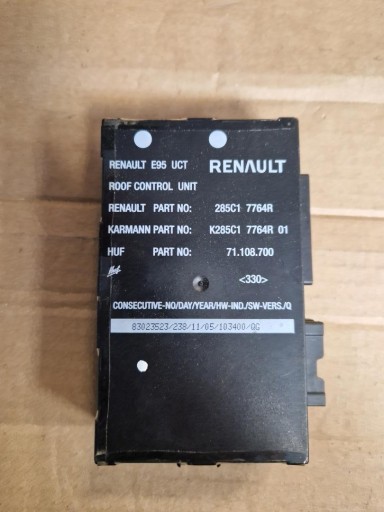 RENAULT E95 UCT RENAULT
ROOF CONTROL UNIT
RENAULT PART NO: 285C1 7764R
KARMANN PART NO: K285C1 7764R 01
HUF PART NO: 71.108.700
Huf <330>
CONSECUTIVE-NO/DAY/YEAR/HW-IND./SW-VERS./Q
83023523/238/11/05/103400/QG